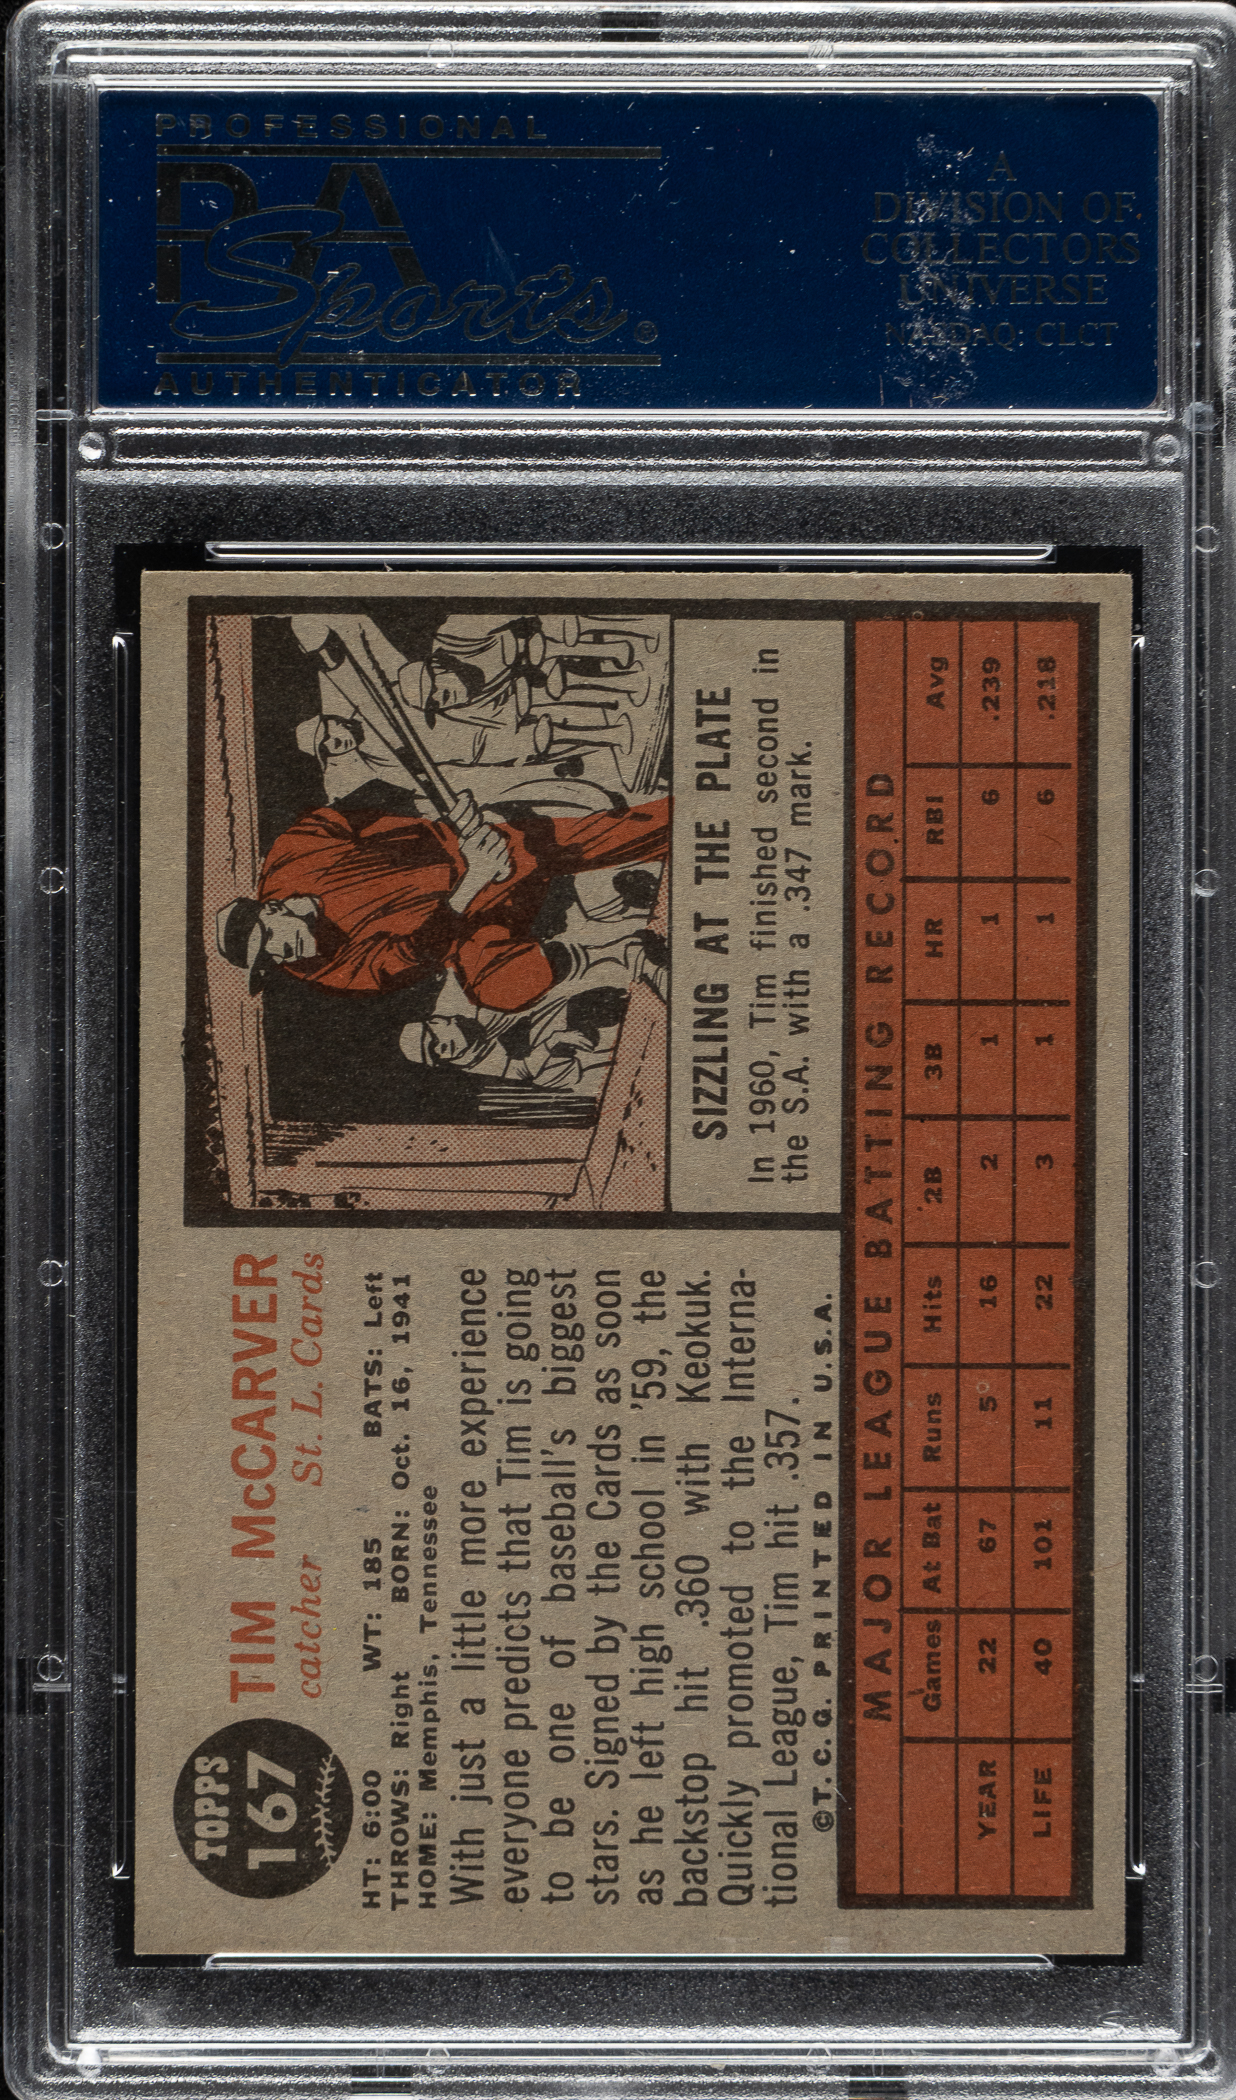 PROFESSIONAL
PSA
Sports®
AUTHENTICATOR
A
DIVISION OF
COLLECTORS
UNIVERSE
NASDAQ: CLCT
TOPPS
167
TIM McCARVER
catcher St. L. Cards
HT: 6:00 WT: 185 BATS: Left
THROWS: Right BORN: Oct. 16, 1941
HOME: Memphis, Tennessee
With just a little more experience
everyone predicts that Tim is going
to be one of baseball's biggest
stars. Signed by the Cards as soon
as he left high school in '59, the
backstop hit .360 with Keokuk.
Quickly promoted to the Interna-
tional League, Tim hit .357.
©T.C.G. PRINTED IN U.S.A.
SIZZLING AT THE PLATE
In 1960, Tim finished second in
the S.A. with a .347 mark.
MAJOR LEAGUE BATTING RECORD
Games At Bat Runs Hits 2B 3B HR RBI Avg
YEAR 22 67 5 16 2 1 1 6 .239
LIFE 40 101 11 22 3 1 1 6 .218